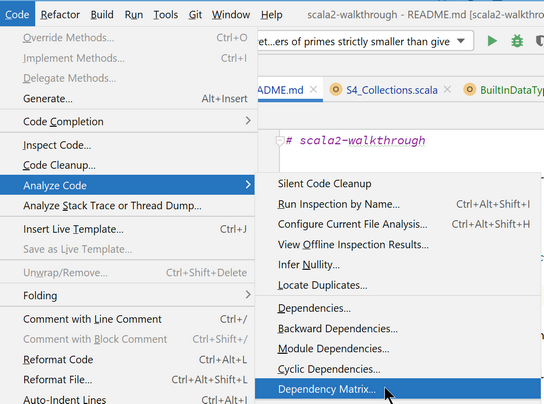 Code Refactor Build Run Tools Git Window Help scala2-walkthrough - README.md [scala2-walkthro
Override Methods... Ctrl+O
Implement Methods... Ctrl+I
Delegate Methods...
Generate... Alt+Insert
Code Completion
Inspect Code...
Code Cleanup...
Analyze Code
Analyze Stack Trace or Thread Dump...
Insert Live Template... Ctrl+J
Save as Live Template...
Unwrap/Remove... Ctrl+Shift+Delete
Folding
Comment with Line Comment Ctrl+/
Comment with Block Comment Ctrl+Shift+/
Reformat Code Ctrl+Alt+L
Reformat File... Ctrl+Alt+Shift+L
Auto-Indent Lines Ctrl+Alt+I
ret...ers of primes strictly smaller than give
DME.md S4_Collections.scala BuiltInDataTyp
# scala2-walkthrough
Silent Code Cleanup
Run Inspection by Name... Ctrl+Alt+Shift+I
Configure Current File Analysis... Ctrl+Alt+Shift+H
View Offline Inspection Results...
Infer Nullity...
Locate Duplicates...
Dependencies...
Backward Dependencies...
Module Dependencies...
Cyclic Dependencies...
Dependency Matrix...